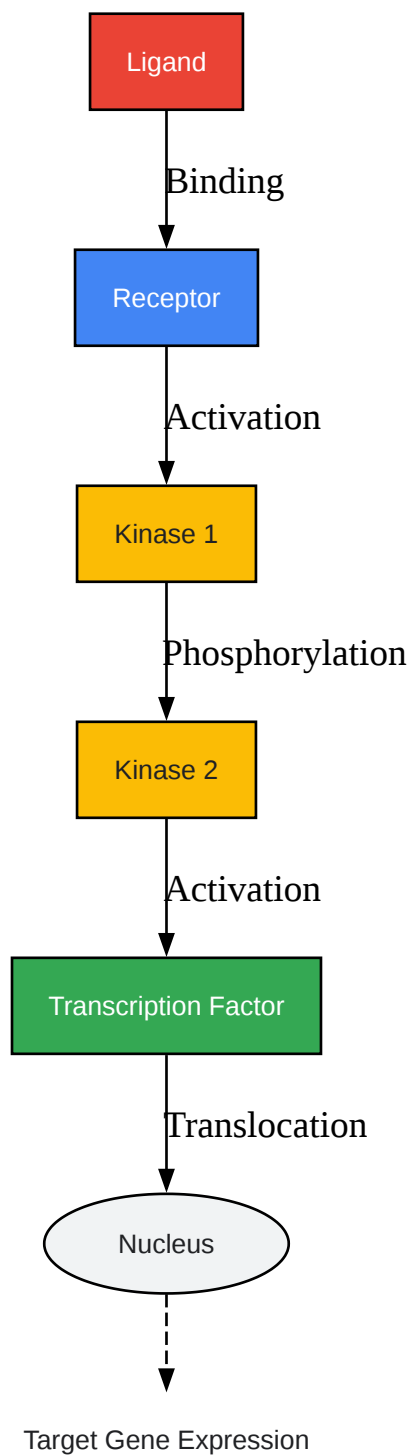 Ligand
Binding
Receptor
Activation
Kinase 1
Phosphorylation
Kinase 2
Activation
Transcription Factor
Translocation
Nucleus
Target Gene Expression